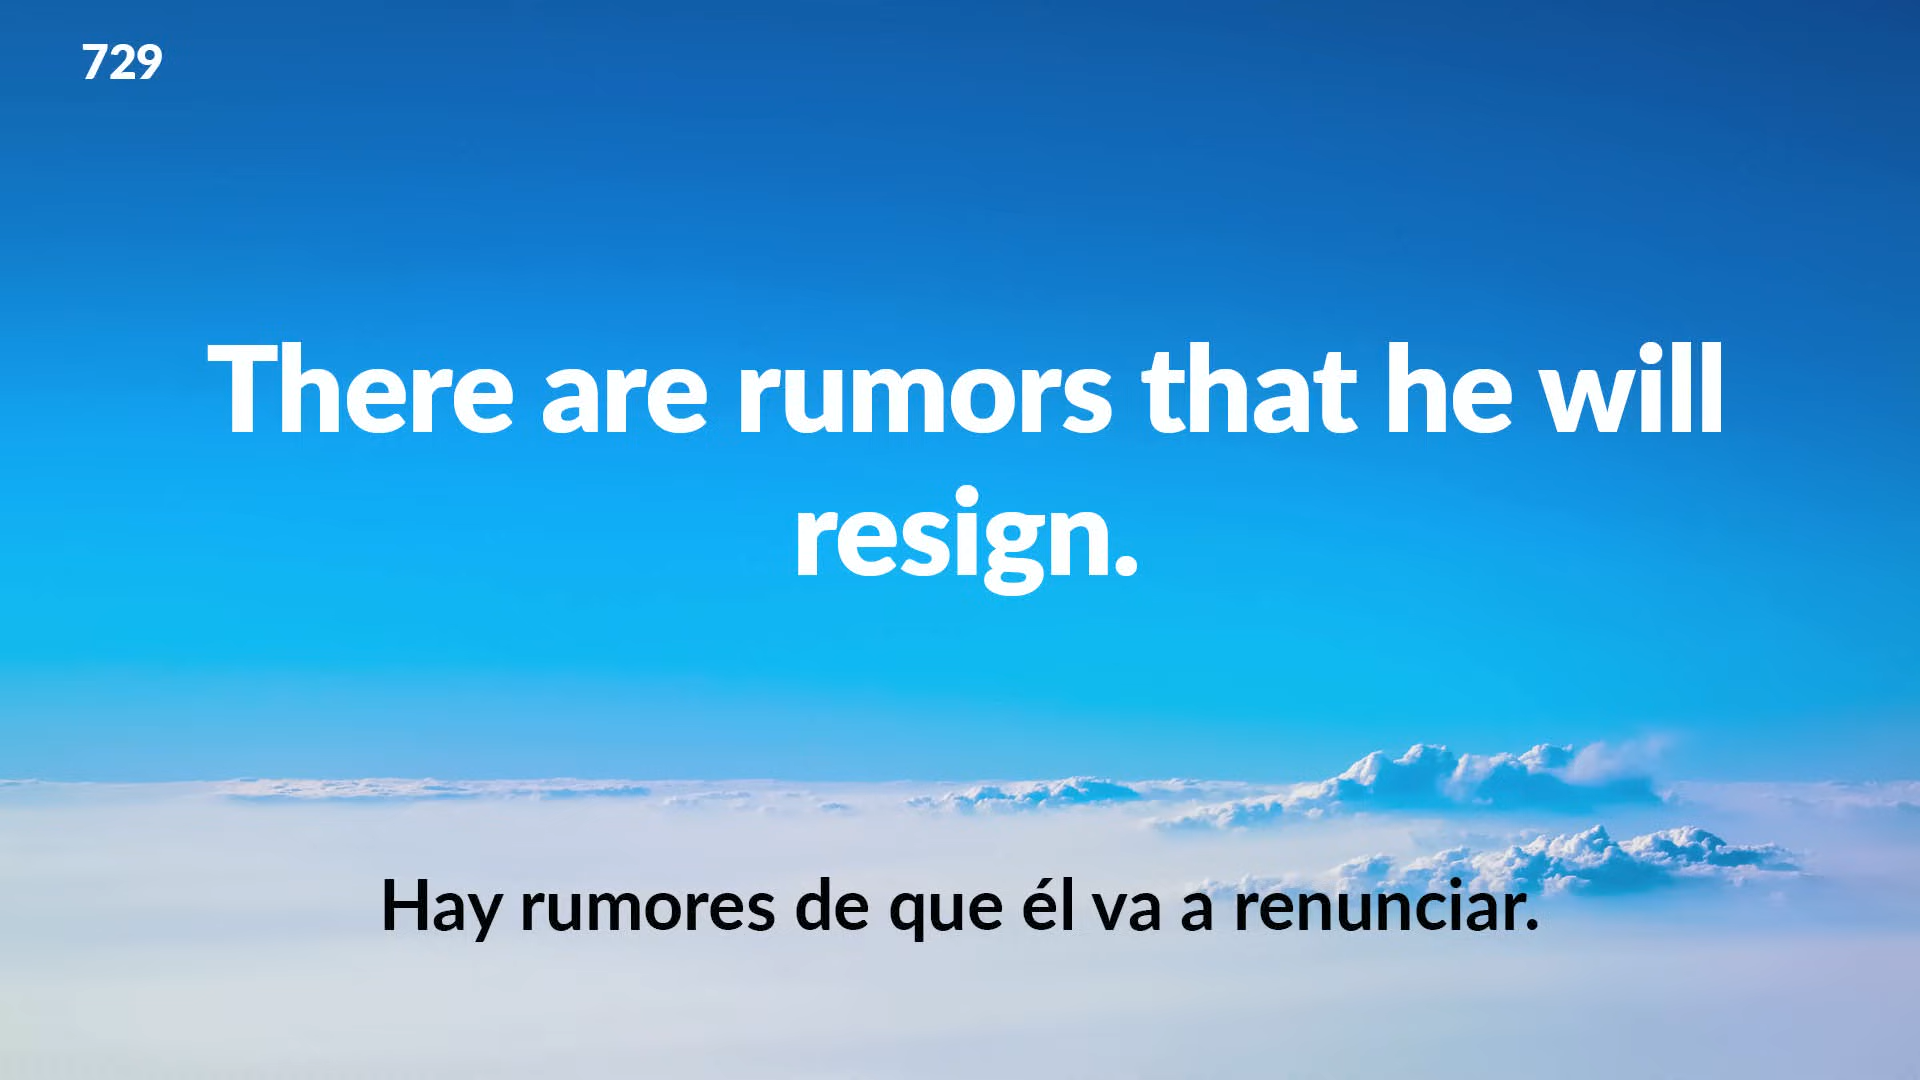 729
There are rumors that he will
resign.
Hay rumores de que él va a renunciar.